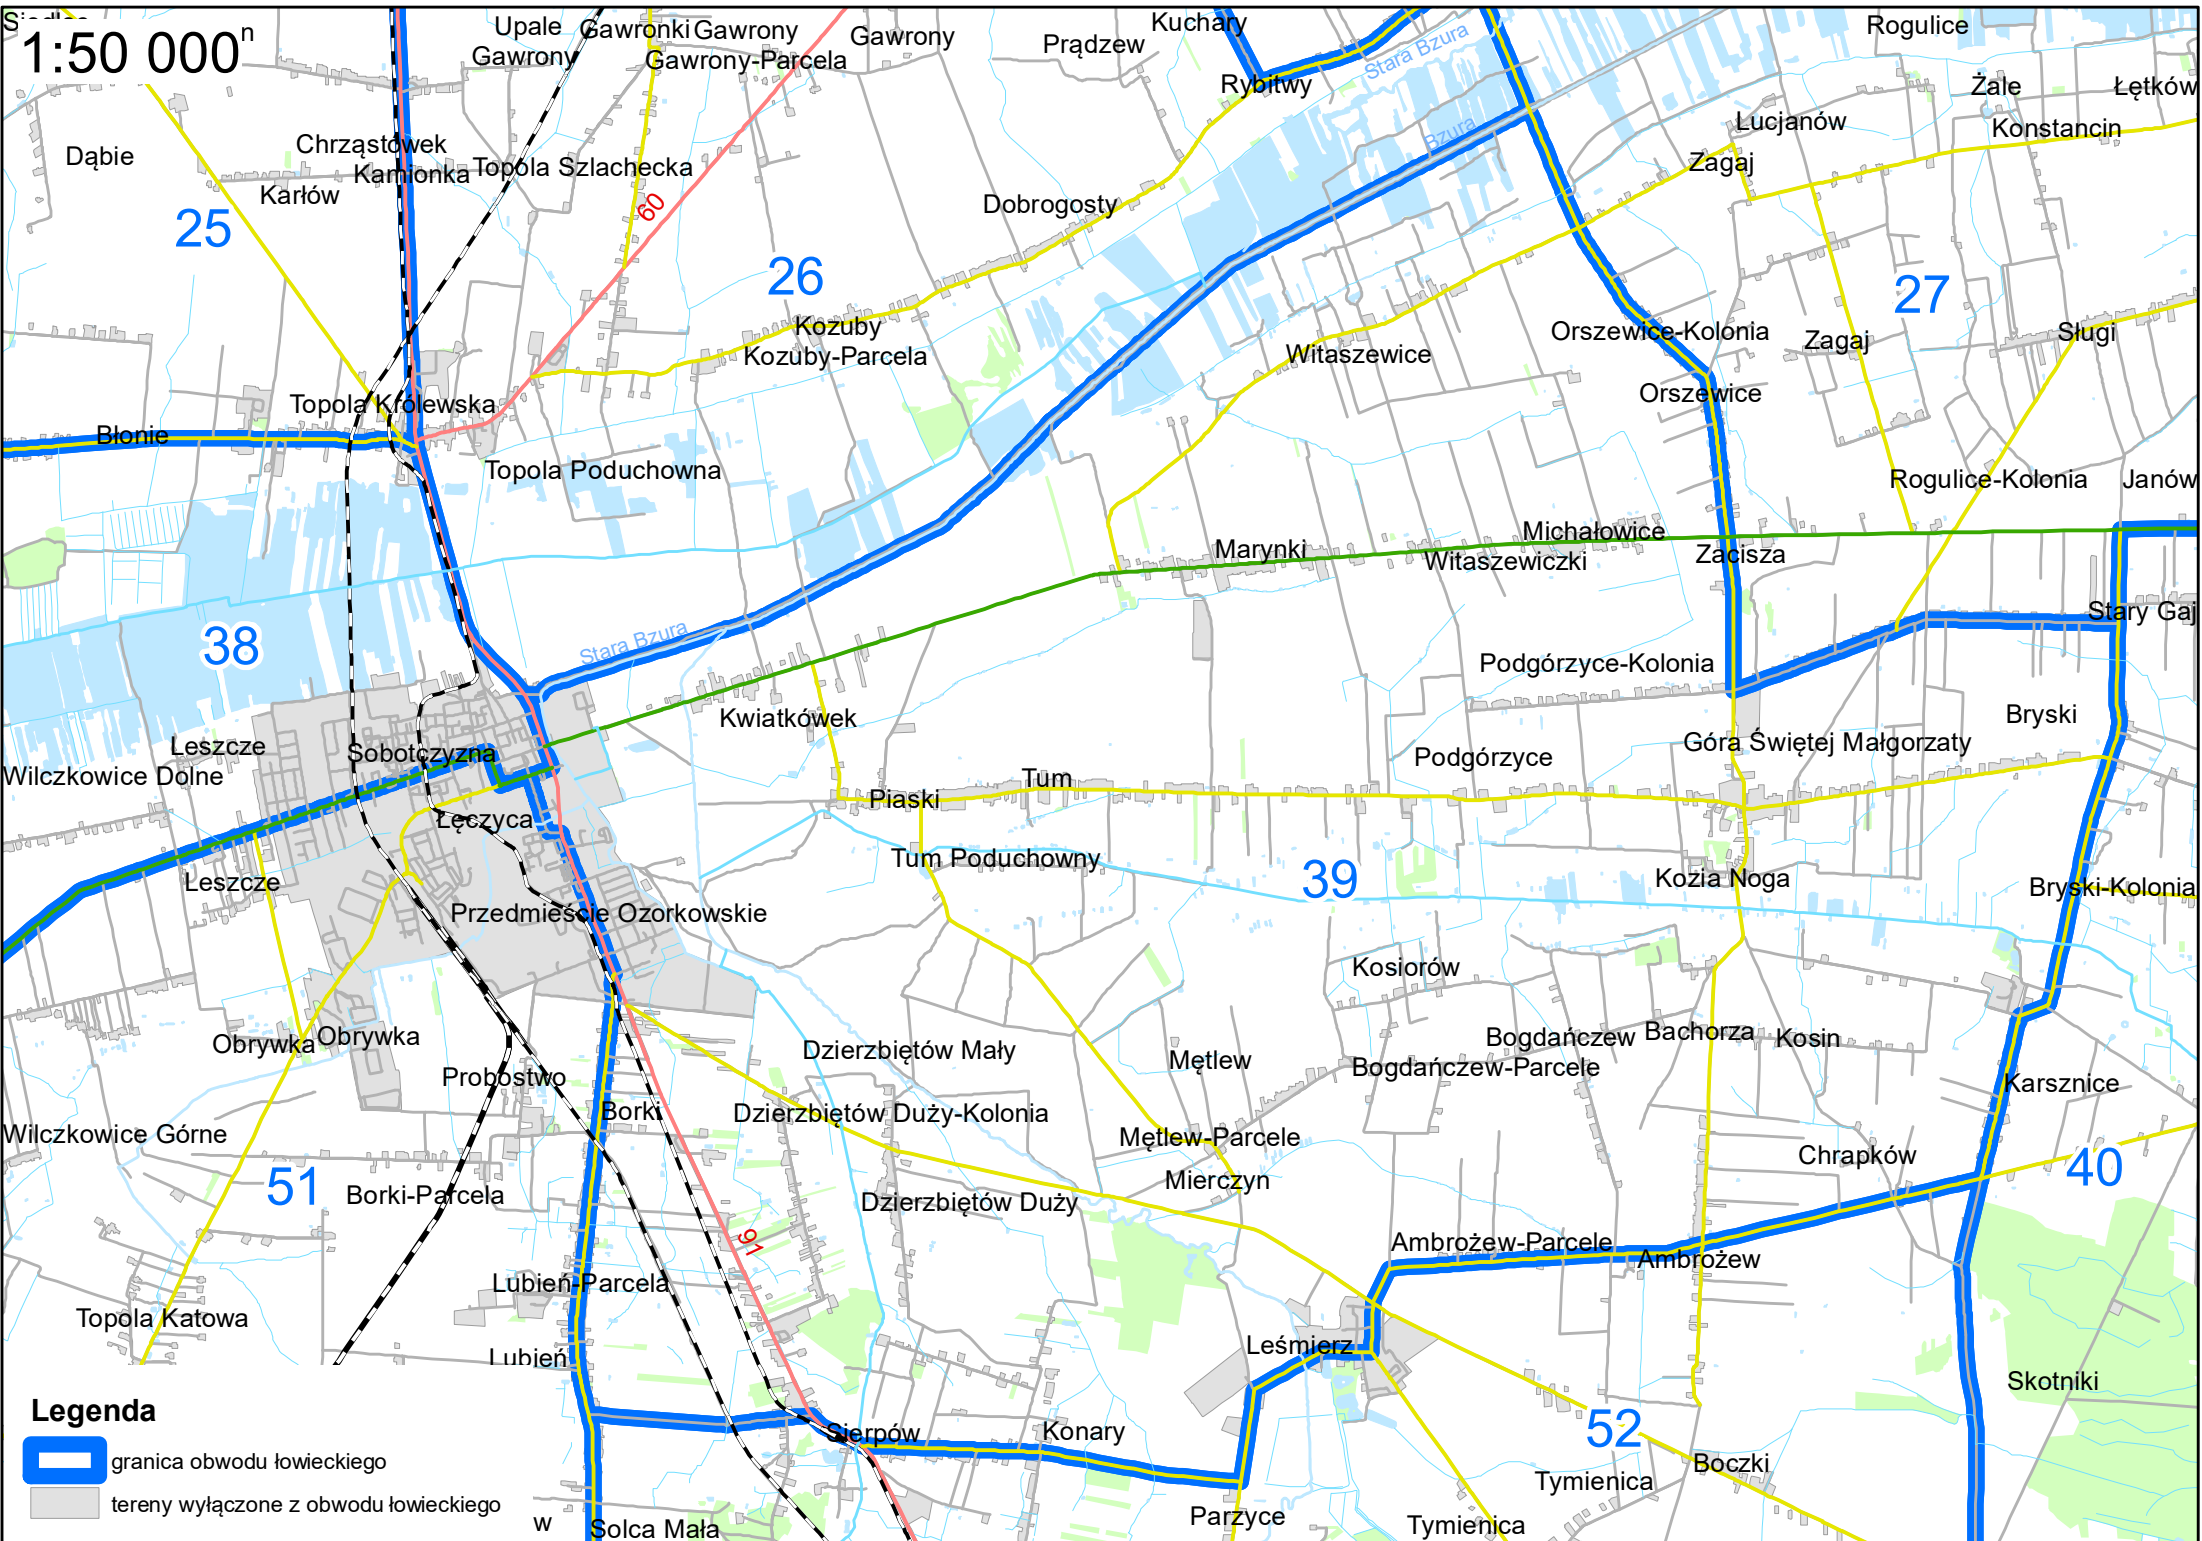 1:50 000
n
Upale
Gawrony
Gawronki
Gawrony
Gawrony-Parcela
Gawrony
Prądzew
Kuchary
Rybitwy
Stara Bzura
Bzura
Rogulice
Żale
Łętków
Konstancin
Lucjanów
Zagaj
Dąbie
Chrząstówek
Kamionka
Karłów
Topola Szlachecka
60
Dobrogosty
25
26
27
Kozuby
Kozuby-Parcela
Witaszewice
Orszewice-Kolonia
Zagaj
Sługi
Orszewice
Topola Królewska
Błonie
Topola Poduchowna
Rogulice-Kolonia
Janów
Marynki
Michałowice
Witaszewiczki
Zacisza
Stary Gaj
38
Stara Bzura
Podgórzyce-Kolonia
Kwiatkówek
Bryski
Leszcze
Sobotczyzna
Wilczkowice Dolne
Podgórzyce
Góra Świętej Małgorzaty
Piaski
Tum
Łęczyca
Tum Poduchowny
39
Kozia Noga
Bryski-Kolonia
Leszcze
Przedmieście Ozorkowskie
Kosiorów
Obrywka
Obrywka
Dzierzbiętów Mały
Mętlew
Bogdańczew
Bachorza
Kosin
Bogdańczew-Parcele
Karsznice
Probostwo
Borki
Dzierzbiętów Duży-Kolonia
Mętlew-Parcele
Wilczkowice Górne
Chrapków
40
51
Borki-Parcela
Mierczyn
Dzierzbiętów Duży
91
Ambrożew-Parcele
Ambrożew
Lubień-Parcela
Topola Katowa
Lubień
Leśmierz
Skotniki
Legenda
granica obwodu łowieckiego
tereny wyłączone z obwodu łowieckiego
Sierpów
Konary
52
Boczki
Tymienica
w
Solca Mała
Parzyce
Tymienica